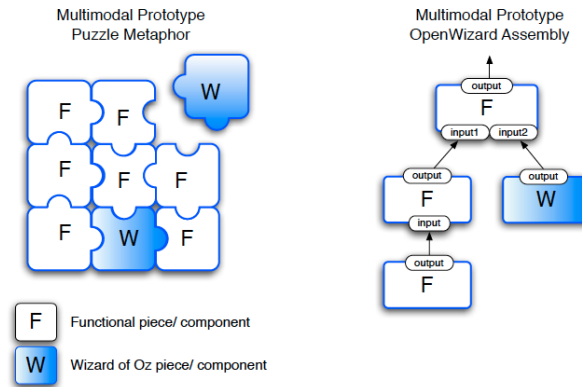 Multimodal Prototype
Puzzle Metaphor
W
F
F
F
F
F
F
W
F
F
Functional piece/ component
W
Wizard of Oz piece/ component
Multimodal Prototype
OpenWizard Assembly
output
F
input1
input2
output
F
input
output
W
output
F